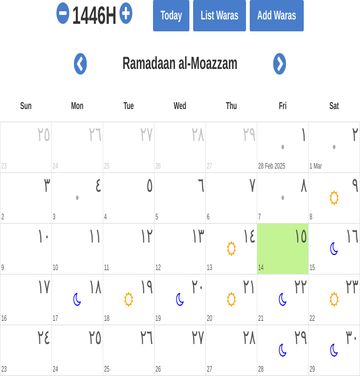 1446H Today List Waras Add Waras
Ramadaan al-Moazzam
Sun Mon Tue Wed Thu Fri Sat
٢٥ ٢٦ ٢٧ ٢٨ ٢٩ ١ ٢
23 24 25 26 27 28 Feb 2025 1 Mar
٣ ٤ ٥ ٦ ٧ ٨ ٩
2 3 4 5 6 7 8
١٠ ١١ ١٢ ١٣ ١٤ ١٥ ١٦
9 10 11 12 13 14 15
١٧ ١٨ ١٩ ٢٠ ٢١ ٢٢ ٢٣
16 17 18 19 20 21 22
٢٤ ٢٥ ٢٦ ٢٧ ٢٨ ٢٩ ٣٠
23 24 25 26 27 28 29